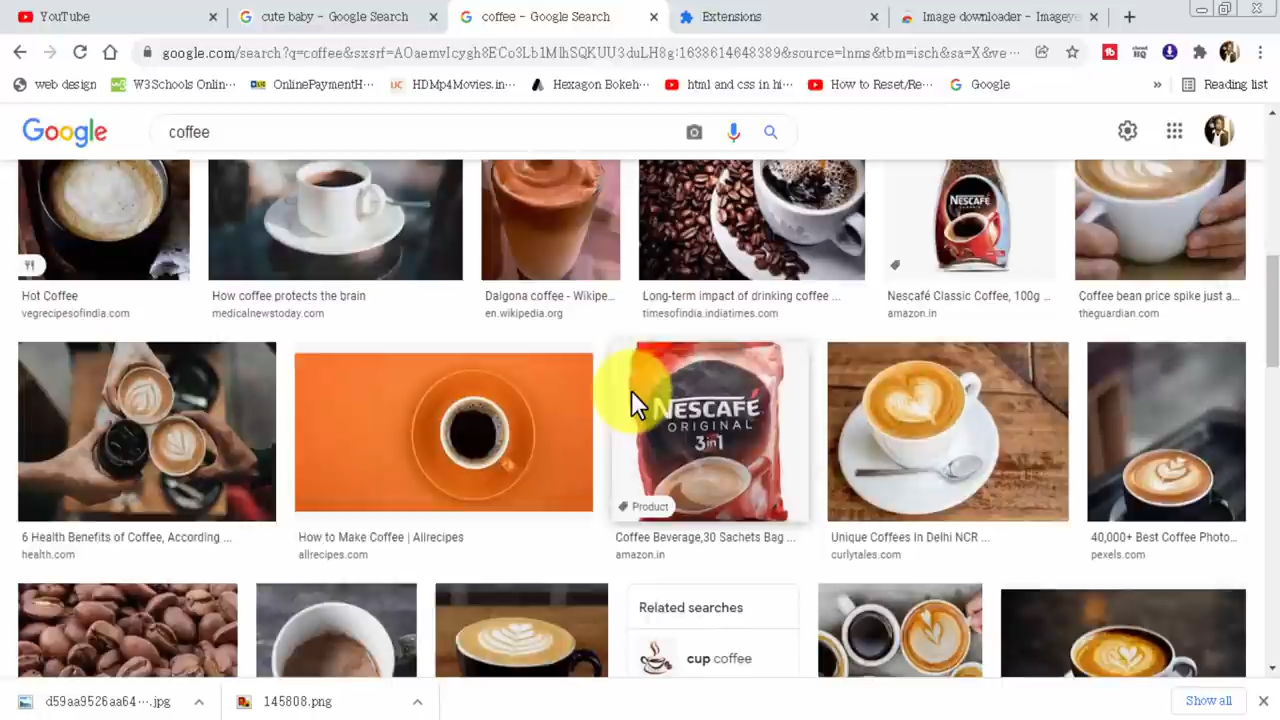 YouTube
cute baby - Google Search
coffee - Google Search
Extensions
Image downloader - Imageye
google.com/search?q=coffee&sxsrf=AOaemvIcygh8ECo3Lb1MlhSQKUU3duLH8g:1638614648389&source=lnms&tbm=isch&sa=X&ve…
web design
W3Schools Onlin…
OnlinePaymentH…
HDMp4Movies.in…
Hexagon Bokeh…
html and css in hi…
How to Reset/Re…
Google
»
Reading list
Google
coffee
NESCAFÉ
Hot Coffee
How coffee protects the brain
Dalgona coffee - Wikipe...
Long-term impact of drinking coffee ...
Nescafé Classic Coffee, 100g ...
Coffee bean price spike just a...
vegrecipesofindia.com
medicalnewstoday.com
en.wikipedia.org
timesofindia.indiatimes.com
amazon.in
theguardian.com
NESCAFÉ
ORIGINAL
3in1
Product
6 Health Benefits of Coffee, According ...
How to Make Coffee | Allrecipes
Coffee Beverage,30 Sachets Bag ...
Unique Coffees In Delhi NCR ...
40,000+ Best Coffee Photo...
health.com
allrecipes.com
amazon.in
curlytales.com
pexels.com
Related searches
cup coffee
d59aa9526aa64-...jpg
145808.png
Show all